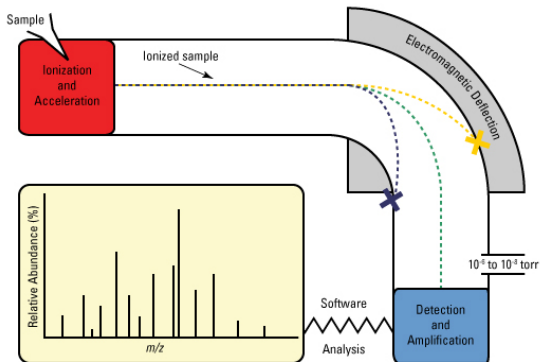 Sample
Ionization
and
Acceleration
Ionized sample
Electromagnetic Deflection
10⁻⁶ to 10⁻⁸ torr
Relative Abundance (%)
m/z
Software
Analysis
Detection
and
Amplification